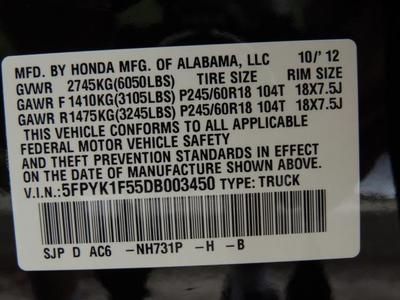 MFD. BY HONDA MFG. OF ALABAMA, LLC 10/' 12
GVWR 2745KG(6050LBS) TIRE SIZE RIM SIZE
GAWR F1410KG(3105LBS) P245/60R18 104T 18X7.5J
GAWR R1475KG(3245LBS) P245/60R18 104T 18X7.5J
THIS VEHICLE CONFORMS TO ALL APPLICABLE
FEDERAL MOTOR VEHICLE SAFETY
AND THEFT PREVENTION STANDARDS IN EFFECT
ON THE DATE OF MANUFACTURE SHOWN ABOVE.
V.I.N.: 5FPYK1F55DB003450 TYPE: TRUCK
SJP D AC6 -NH731P -H -B